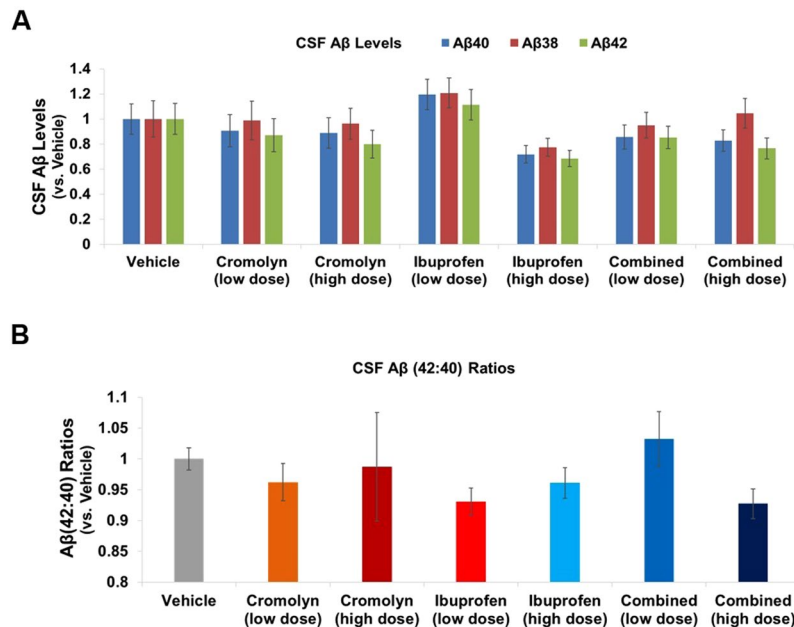 A
CSF Aβ Levels Aβ40 Aβ38 Aβ42
CSF Aβ Levels
(vs. Vehicle)
1.4
1.2
1
0.8
0.6
0.4
0.2
0
Vehicle Cromolyn Cromolyn Ibuprofen Ibuprofen Combined Combined
(low dose) (high dose) (low dose) (high dose) (low dose) (high dose)
B
CSF Aβ (42:40) Ratios
Aβ(42:40) Ratios
(vs. Vehicle)
1.1
1.05
1
0.95
0.9
0.85
0.8
Vehicle Cromolyn Cromolyn Ibuprofen Ibuprofen Combined Combined
(low dose) (high dose) (low dose) (high dose) (low dose) (high dose)